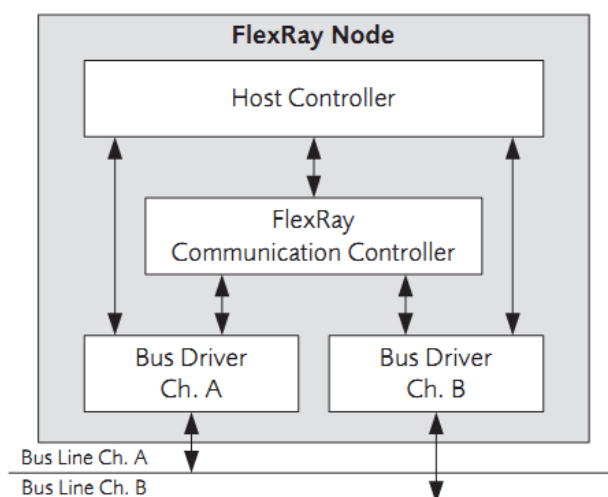 FlexRay Node
Host Controller
FlexRay
Communication Controller
Bus Driver
Ch. A
Bus Driver
Ch. B
Bus Line Ch. A
Bus Line Ch. B